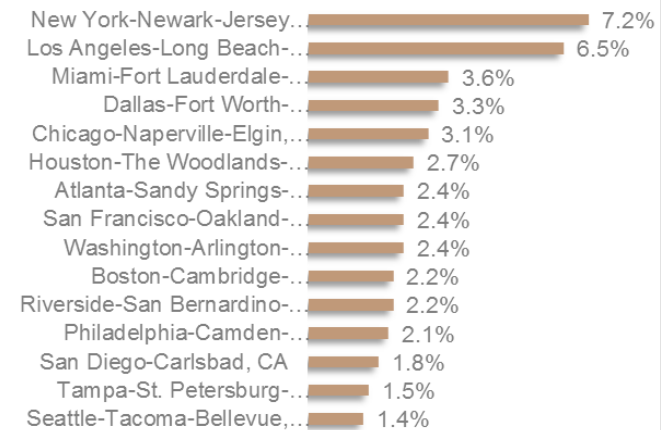 New York-Newark-Jersey… 7.2%
Los Angeles-Long Beach-… 6.5%
Miami-Fort Lauderdale-… 3.6%
Dallas-Fort Worth-… 3.3%
Chicago-Naperville-Elgin,… 3.1%
Houston-The Woodlands-… 2.7%
Atlanta-Sandy Springs-… 2.4%
San Francisco-Oakland-… 2.4%
Washington-Arlington-… 2.4%
Boston-Cambridge-… 2.2%
Riverside-San Bernardino-… 2.2%
Philadelphia-Camden-… 2.1%
San Diego-Carlsbad, CA 1.8%
Tampa-St. Petersburg-… 1.5%
Seattle-Tacoma-Bellevue,… 1.4%